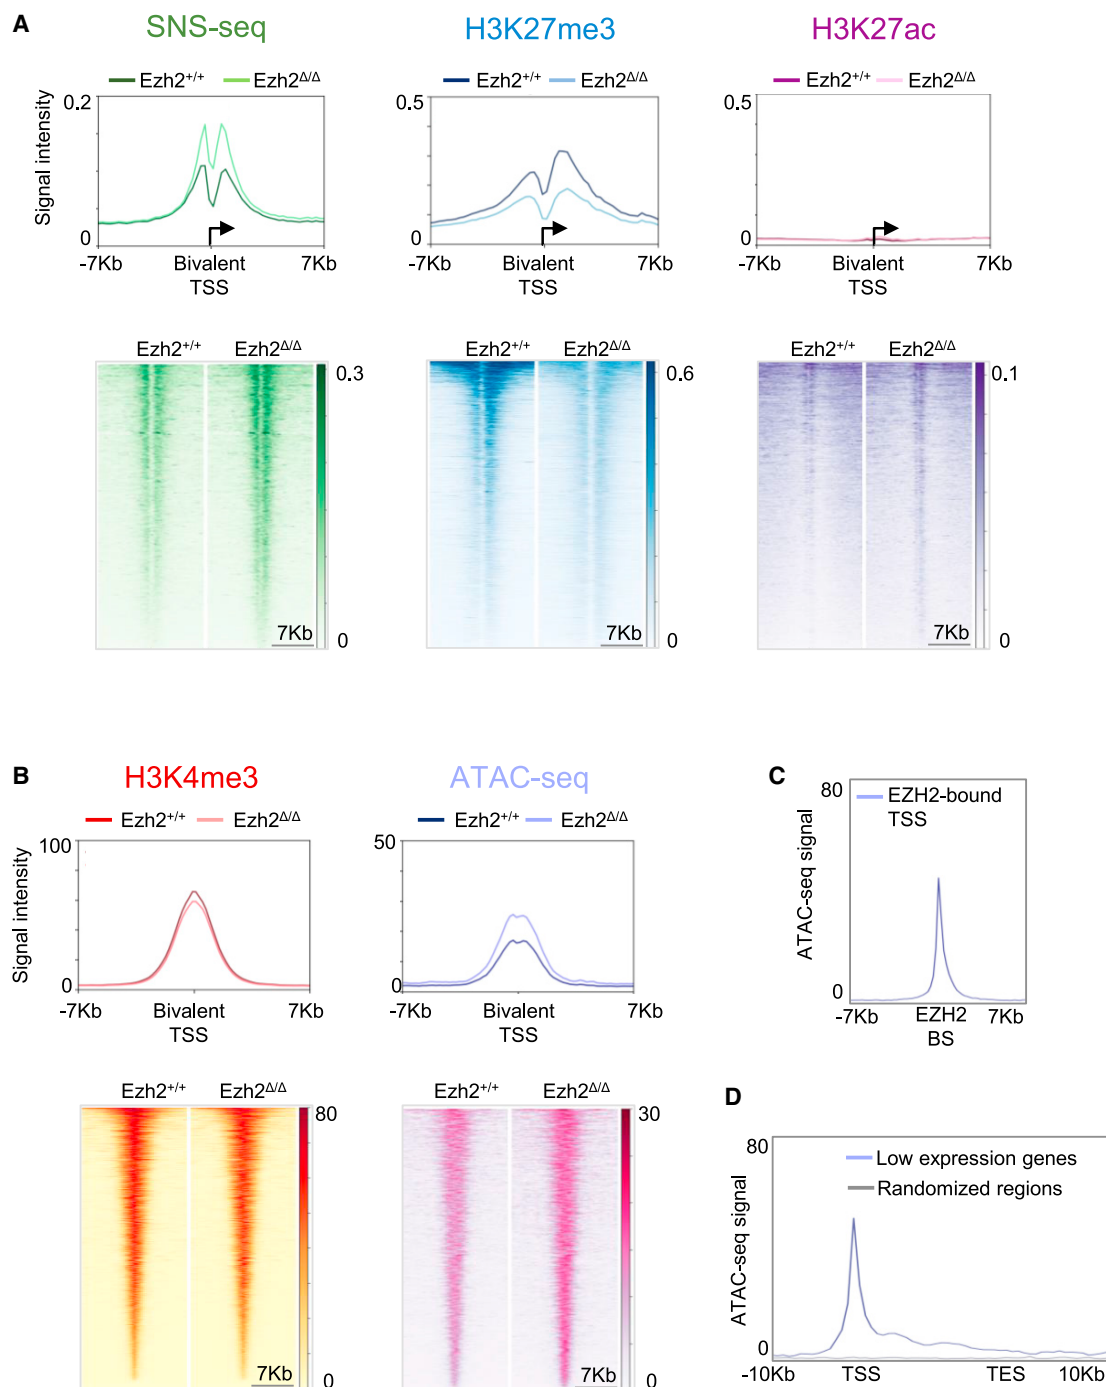 A
SNS-seq
H3K27me3
H3K27ac
Ezh2+/+ Ezh2Δ/Δ
Ezh2+/+ Ezh2Δ/Δ
Ezh2+/+ Ezh2Δ/Δ
Signal intensity
0.2
0
-7Kb Bivalent TSS 7Kb
0.5
0
-7Kb Bivalent TSS 7Kb
0.5
0
-7Kb Bivalent TSS 7Kb
Ezh2+/+ Ezh2Δ/Δ
0.3
7Kb
0
Ezh2+/+ Ezh2Δ/Δ
0.6
7Kb
0
Ezh2+/+ Ezh2Δ/Δ
0.1
7Kb
0
B
H3K4me3
ATAC-seq
Ezh2+/+ Ezh2Δ/Δ
Ezh2+/+ Ezh2Δ/Δ
Signal intensity
100
0
-7Kb Bivalent TSS 7Kb
50
0
-7Kb Bivalent TSS 7Kb
Ezh2+/+ Ezh2Δ/Δ
80
7Kb
0
Ezh2+/+ Ezh2Δ/Δ
30
7Kb
0
C
ATAC-seq signal
80
EZH2-bound
TSS
0
-7Kb EZH2 BS 7Kb
D
ATAC-seq signal
80
Low expression genes
Randomized regions
0
-10Kb TSS TES 10Kb